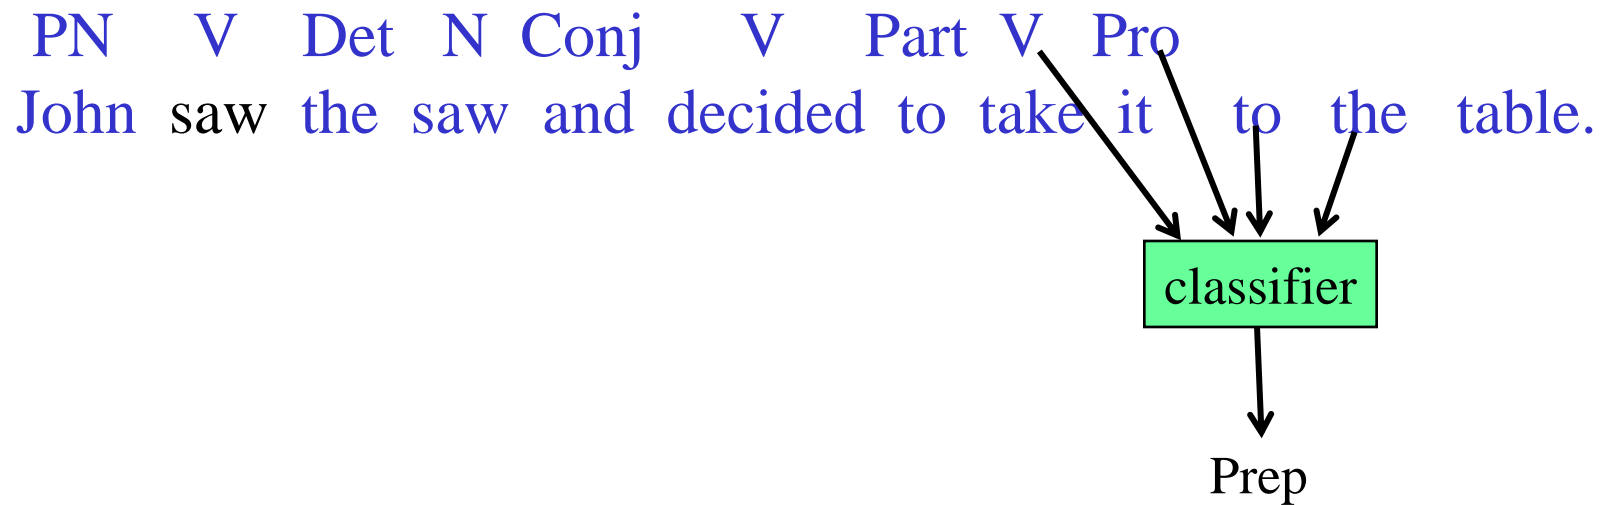 PN V Det N Conj V Part V Pro
John saw the saw and decided to take it to the table.
classifier
Prep